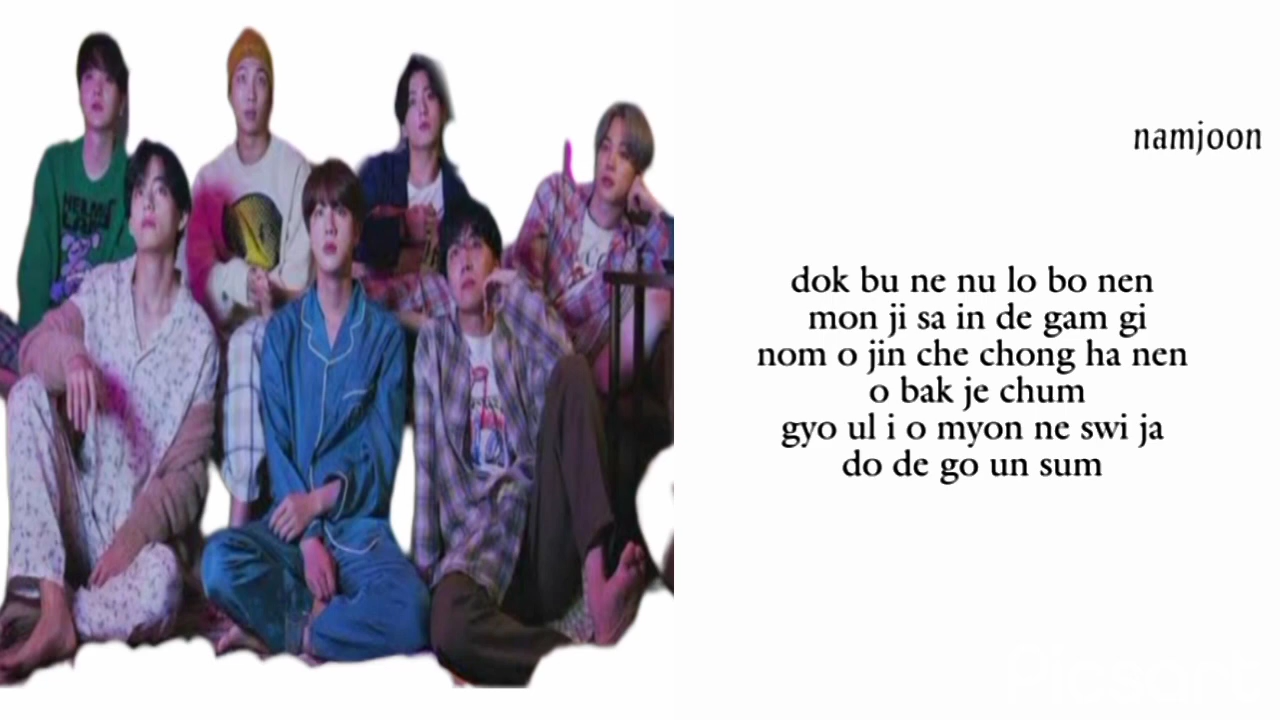 namjoon
dok bu ne nu lo bo nen
mon ji sa in de gam gi
nom o jin che chong ha nen
o bak je chum
gyo ul i o myon ne swi ja
do de go un sum
Picsart